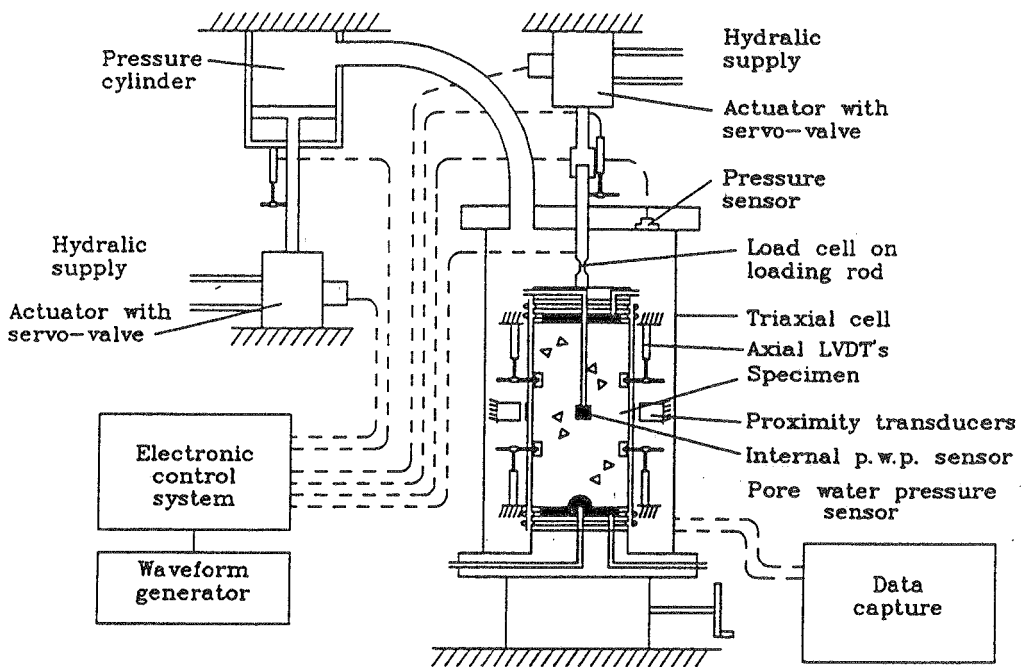 Pressure
cylinder
Hydralic
supply
Actuator with
servo-valve
Pressure
sensor
Hydralic
supply
Actuator with
servo-valve
Load cell on
loading rod
Triaxial cell
Axial LVDT's
Specimen
Proximity transducers
Internal p.w.p. sensor
Pore water pressure
sensor
Electronic
control
system
Waveform
generator
Data
capture